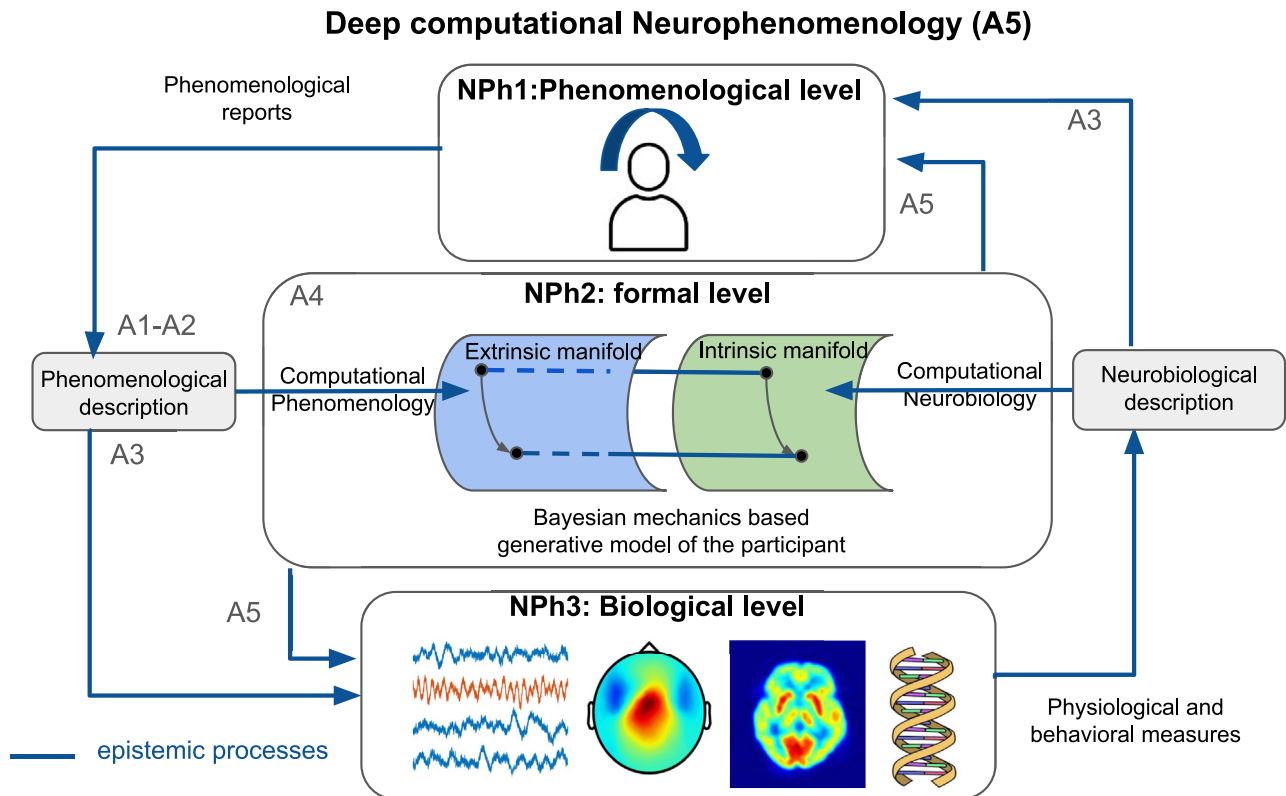 Deep computational Neurophenomenology (A5)
Phenomenological
reports
NPh1:Phenomenological level
A3
A5
A4
NPh2: formal level
A1-A2
Phenomenological
description
Computational
Phenomenology
Extrinsic manifold
Intrinsic manifold
Computational
Neurobiology
Neurobiological
description
A3
Bayesian mechanics based
generative model of the participant
A5
NPh3: Biological level
Physiological and
behavioral measures
epistemic processes